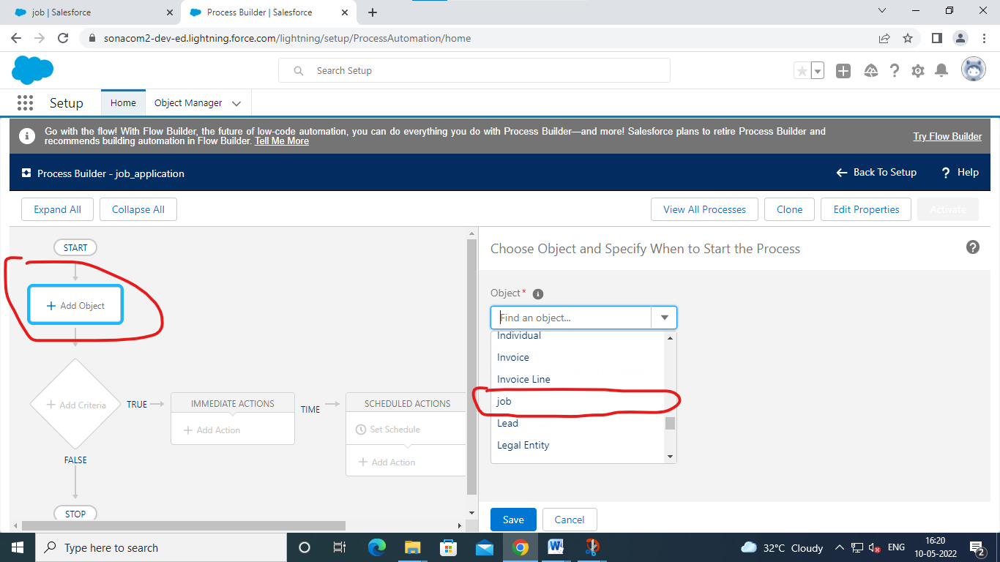 job | Salesforce
Process Builder | Salesforce
sonacom2-dev-ed.lightning.force.com/lightning/setup/ProcessAutomation/home
Search Setup
Setup
Home
Object Manager
Go with the flow! With Flow Builder, the future of low-code automation, you can do everything you do with Process Builder—and more! Salesforce plans to retire Process Builder and
recommends building automation in Flow Builder. Tell Me More
Try Flow Builder
Process Builder - job_application
Back To Setup
? Help
Expand All
Collapse All
View All Processes
Clone
Edit Properties
Activate
START
+ Add Object
+ Add Criteria
TRUE
IMMEDIATE ACTIONS
+ Add Action
TIME
SCHEDULED ACTIONS
Set Schedule
+ Add Action
FALSE
STOP
Choose Object and Specify When to Start the Process
Object*
Find an object...
Individual
Invoice
Invoice Line
job
Lead
Legal Entity
Save
Cancel
Type here to search
32°C Cloudy
ENG
16:20
10-05-2022
2